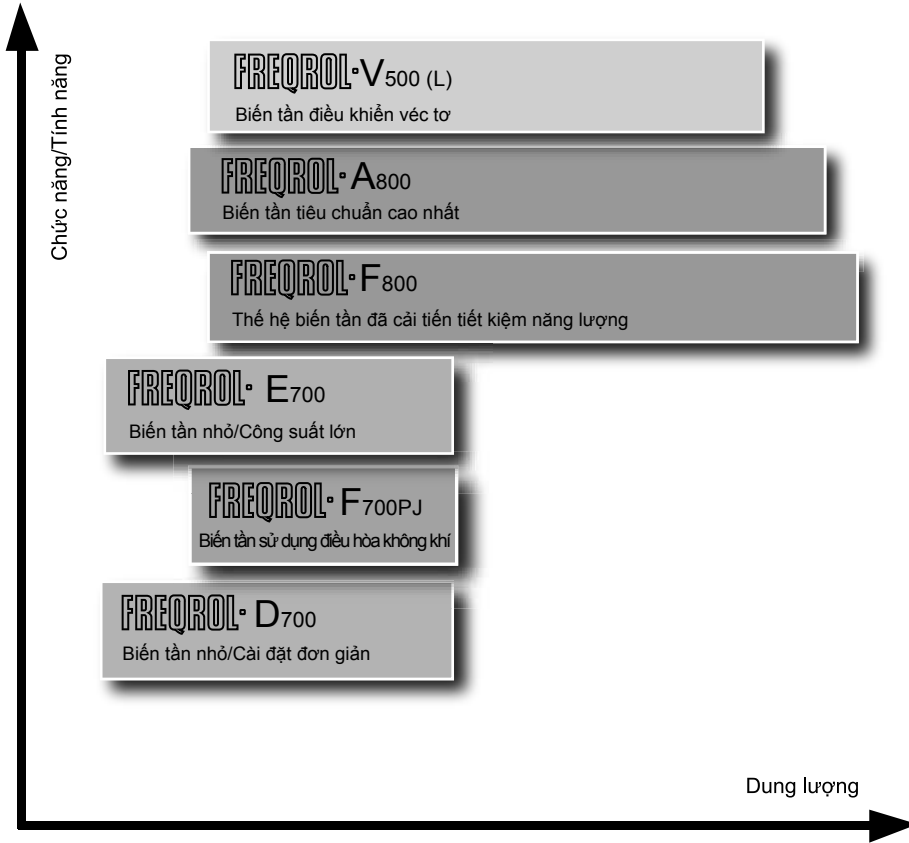 Chức năng/Tính năng
FREQROL·V500 (L)
Biến tần điều khiển véc tơ
FREQROL·A800
Biến tần tiêu chuẩn cao nhất
FREQROL·F800
Thế hệ biến tần đã cải tiến tiết kiệm năng lượng
FREQROL· E700
Biến tần nhỏ/Công suất lớn
FREQROL·F700PJ
Biến tần sử dụng điều hòa không khí
FREQROL· D700
Biến tần nhỏ/Cài đặt đơn giản
Dung lượng